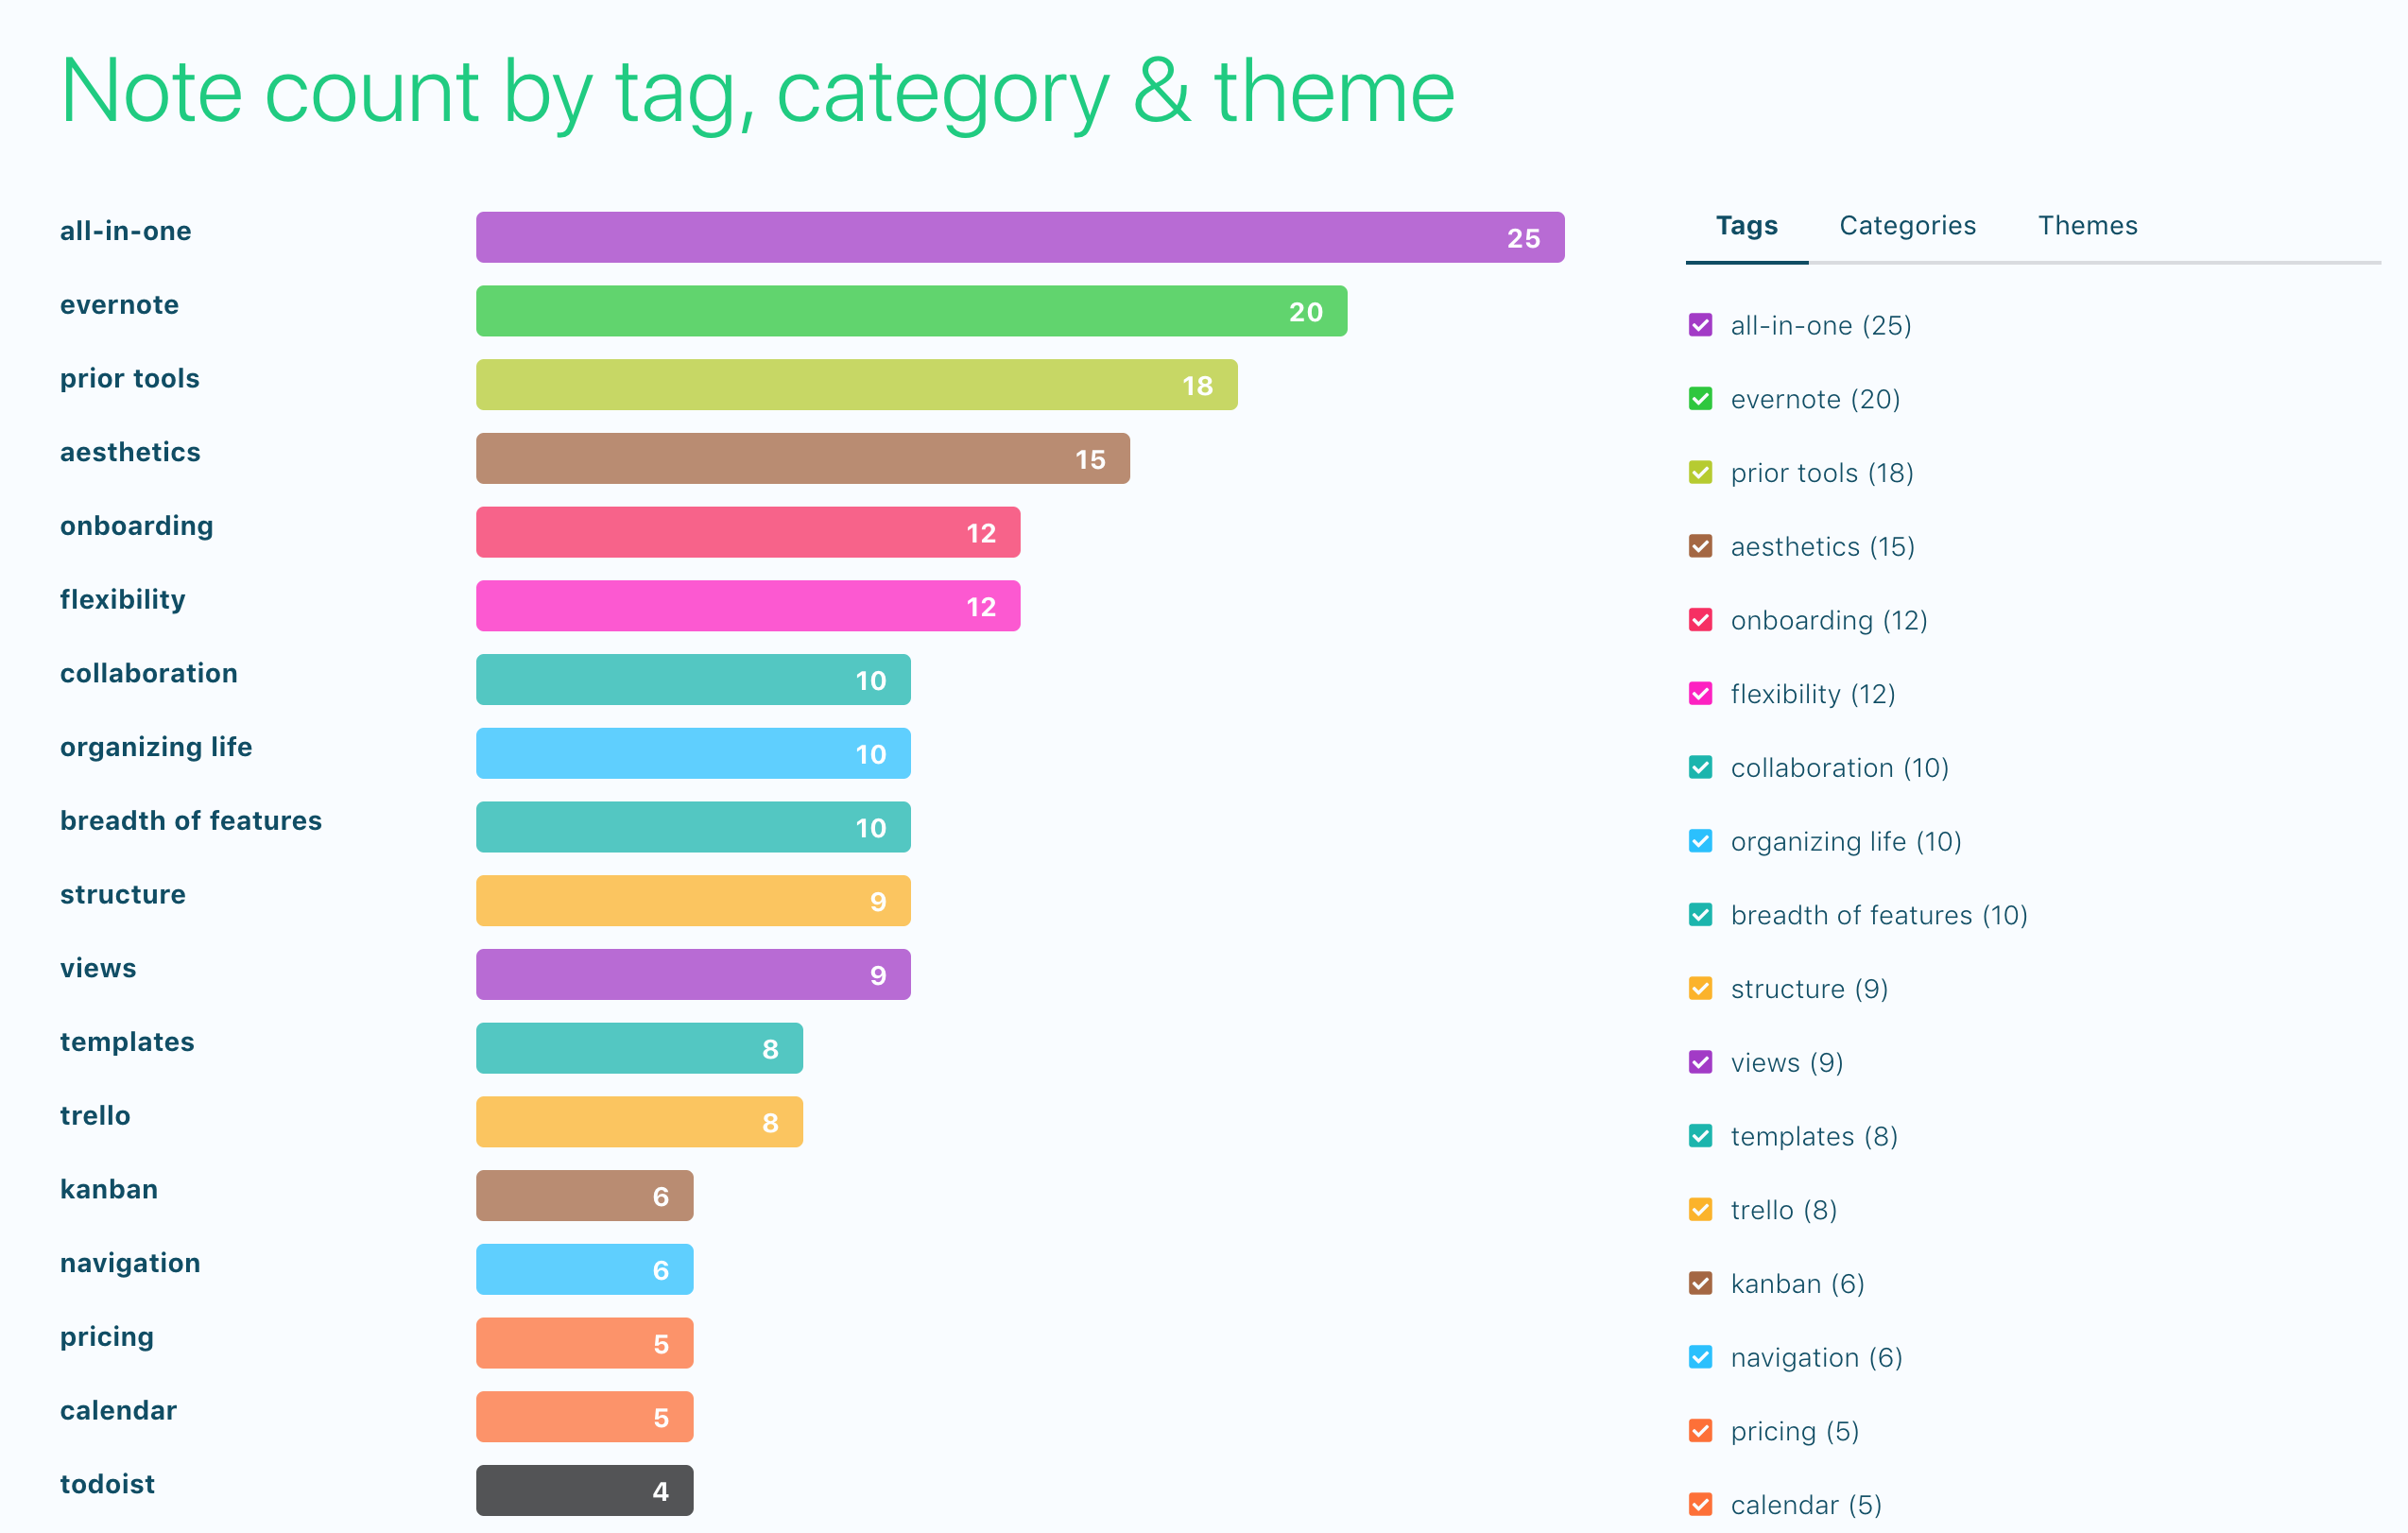 Note count by tag, category & theme
all-in-one 25
evernote 20
prior tools 18
aesthetics 15
onboarding 12
flexibility 12
collaboration 10
organizing life 10
breadth of features 10
structure 9
views 9
templates 8
trello 8
kanban 6
navigation 6
pricing 5
calendar 5
todoist 4
Tags Categories Themes
all-in-one (25)
evernote (20)
prior tools (18)
aesthetics (15)
onboarding (12)
flexibility (12)
collaboration (10)
organizing life (10)
breadth of features (10)
structure (9)
views (9)
templates (8)
trello (8)
kanban (6)
navigation (6)
pricing (5)
calendar (5)